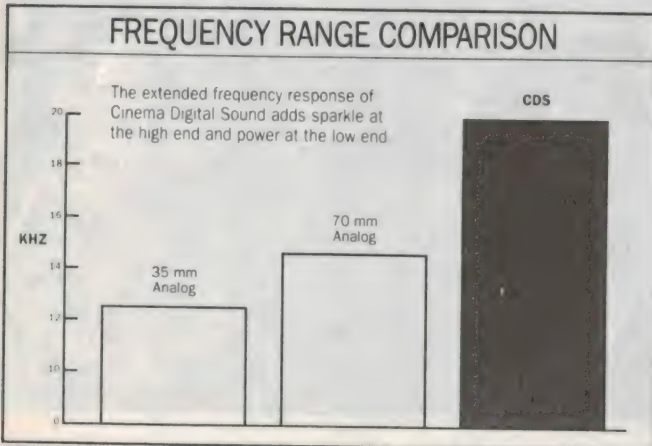 FREQUENCY RANGE COMPARISON
The extended frequency response of
Cinema Digital Sound adds sparkle at
the high end and power at the low end
CDS
20
18
16
70 mm
Analog
KHZ
14
35 mm
Analog
12
10
0